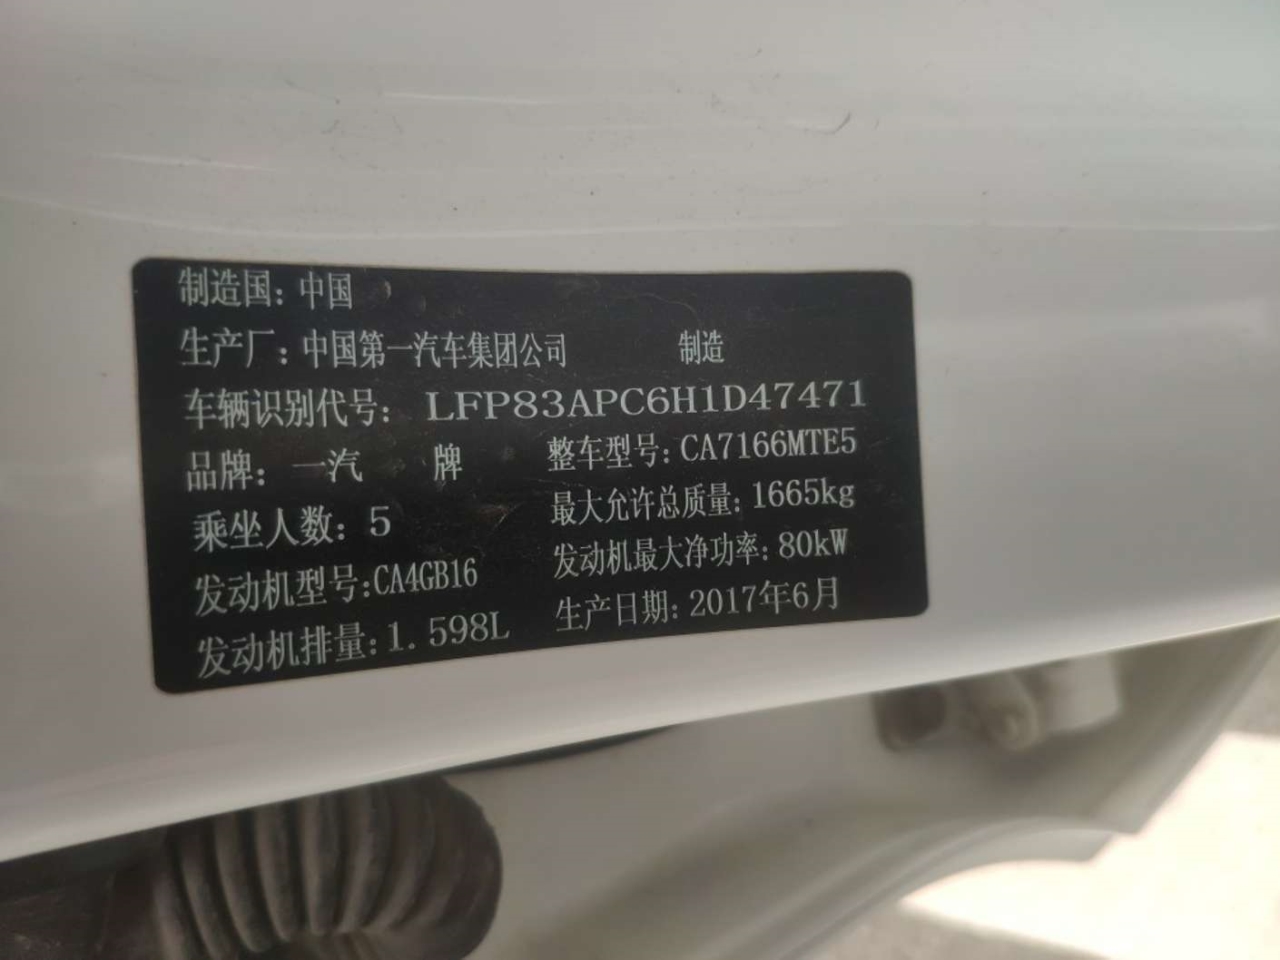 制造国：中国
生产厂：中国第一汽车集团公司 制造
车辆识别代号：LFP83APC6H1D47471
品牌：一汽 牌 整车型号：CA7166MTE5
乘坐人数：5 最大允许总质量：1665kg
发动机型号:CA4GB16 发动机最大净功率：80kW
发动机排量：1.598L 生产日期：2017年6月